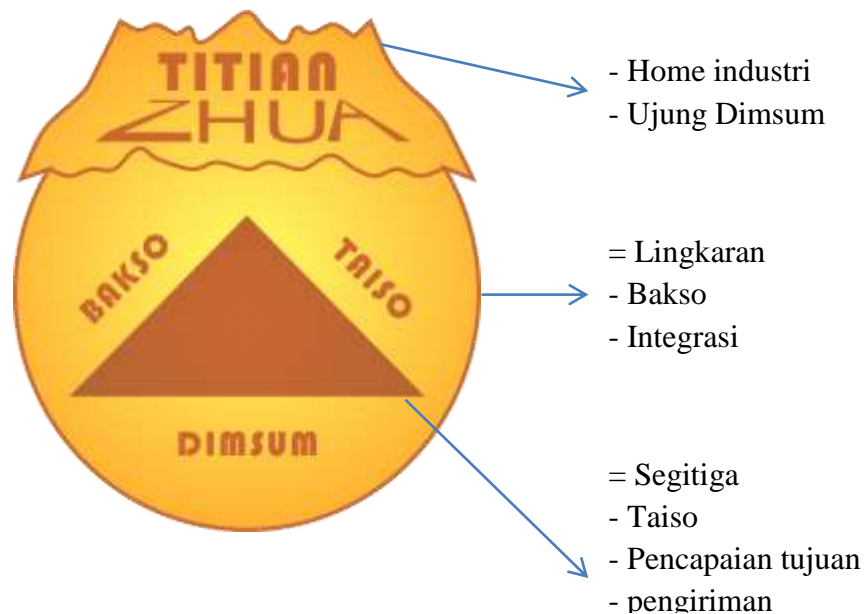 TITIAN
ZHUA
- Home industri
- Ujung Dimsum
BAKSO
TAISO
DIMSUM
= Lingkaran
- Bakso
- Integrasi
= Segitiga
- Taiso
- Pencapaian tujuan
- pengiriman